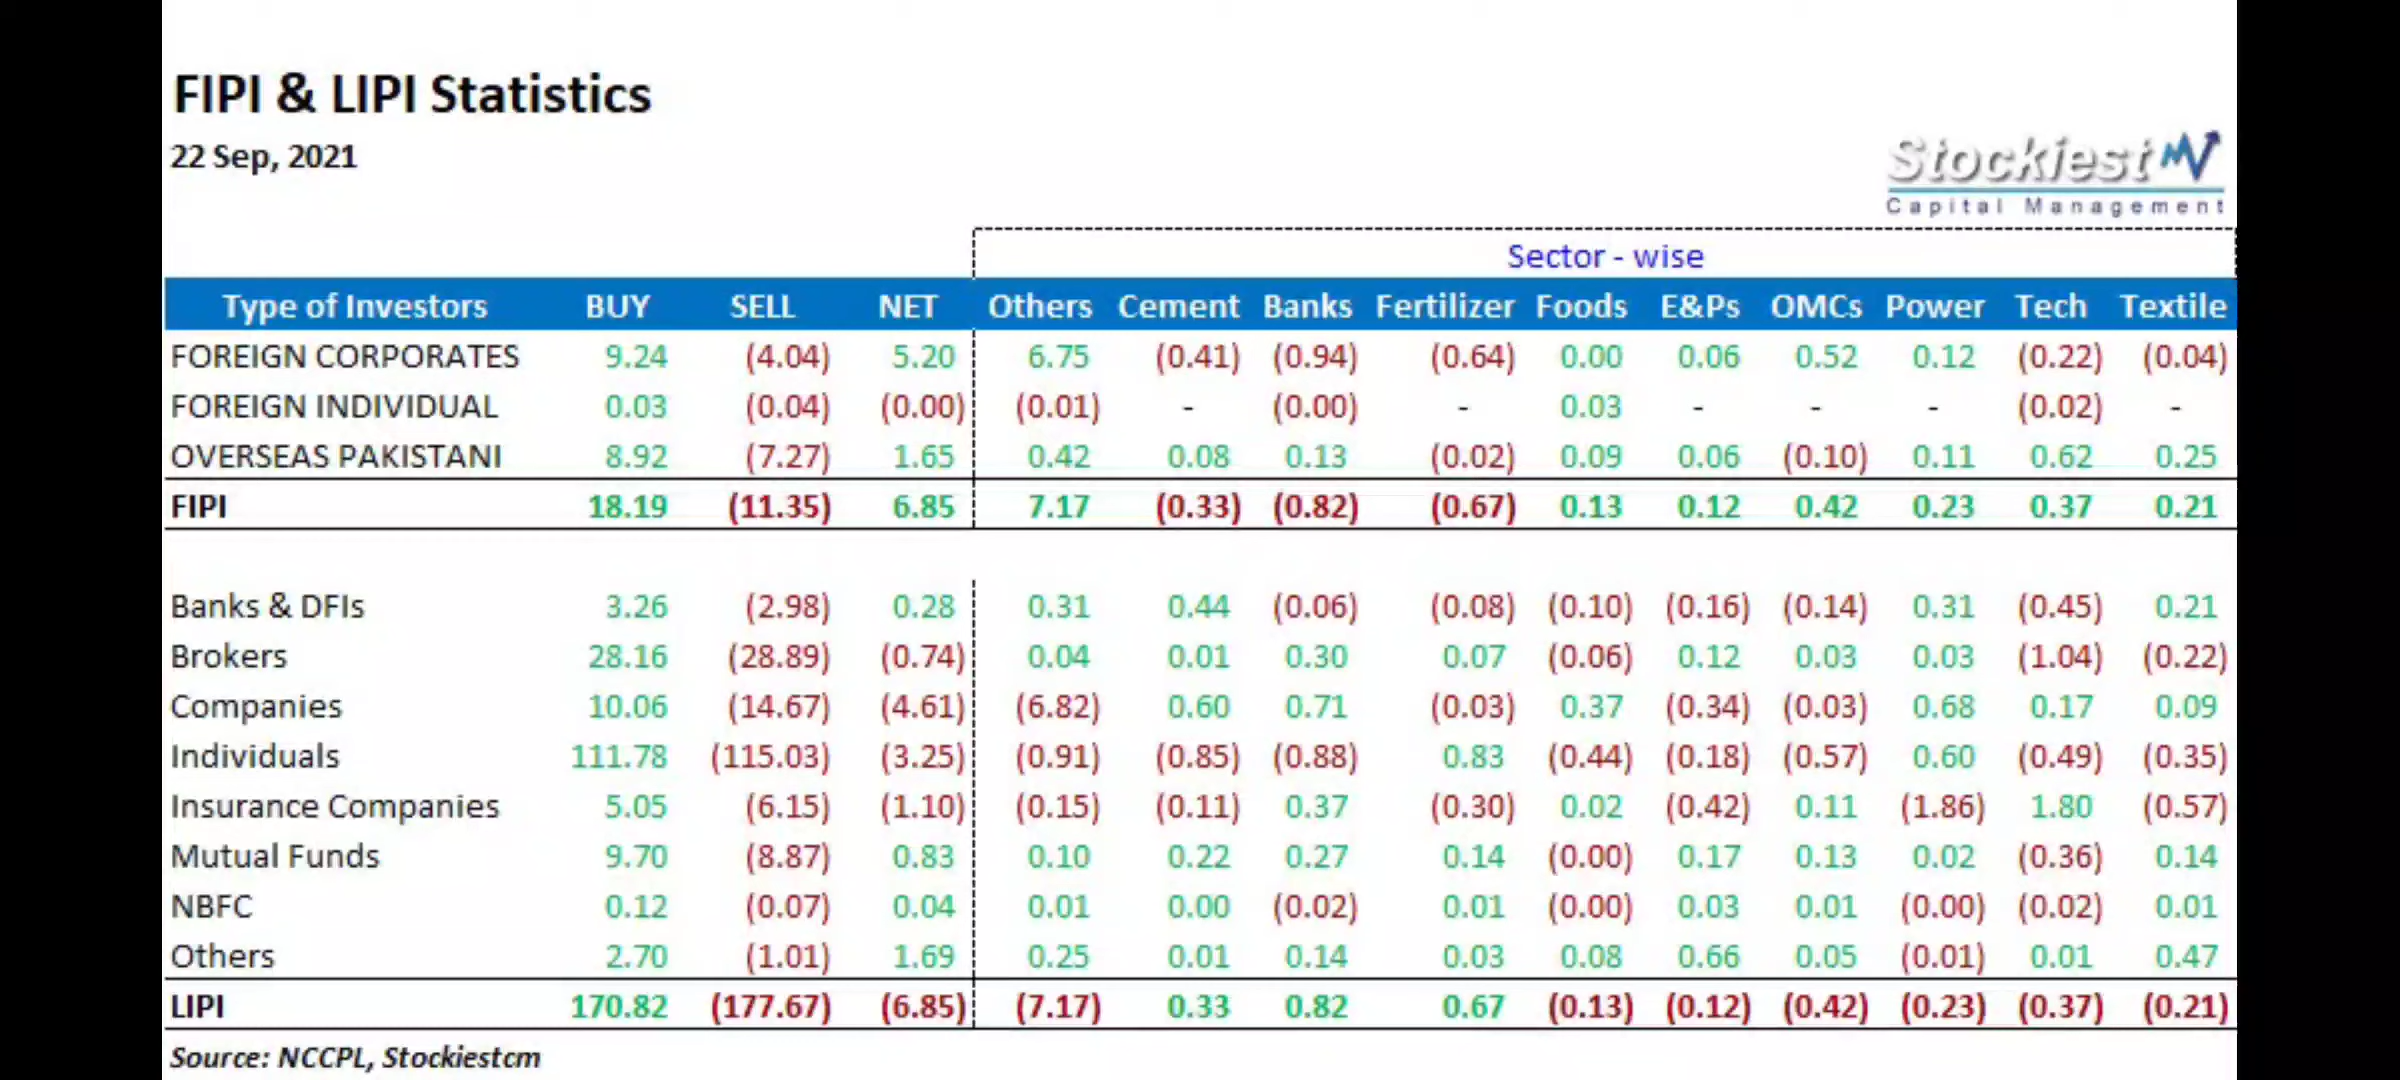 FIPI & LIPI Statistics
22 Sep, 2021
Stockiest
Capital Management
Sector - wise
Type of Investors BUY SELL NET Others Cement Banks Fertilizer Foods E&Ps OMCs Power Tech Textile
FOREIGN CORPORATES 9.24 (4.04) 5.20 6.75 (0.41) (0.94) (0.64) 0.00 0.06 0.52 0.12 (0.22) (0.04)
FOREIGN INDIVIDUAL 0.03 (0.04) (0.00) (0.01) - (0.00) - 0.03 - - - (0.02) -
OVERSEAS PAKISTANI 8.92 (7.27) 1.65 0.42 0.08 0.13 (0.02) 0.09 0.06 (0.10) 0.11 0.62 0.25
FIPI 18.19 (11.35) 6.85 7.17 (0.33) (0.82) (0.67) 0.13 0.12 0.42 0.23 0.37 0.21
Banks & DFIs 3.26 (2.98) 0.28 0.31 0.44 (0.06) (0.08) (0.10) (0.16) (0.14) 0.31 (0.45) 0.21
Brokers 28.16 (28.89) (0.74) 0.04 0.01 0.30 0.07 (0.06) 0.12 0.03 0.03 (1.04) (0.22)
Companies 10.06 (14.67) (4.61) (6.82) 0.60 0.71 (0.03) 0.37 (0.34) (0.03) 0.68 0.17 0.09
Individuals 111.78 (115.03) (3.25) (0.91) (0.85) (0.88) 0.83 (0.44) (0.18) (0.57) 0.60 (0.49) (0.35)
Insurance Companies 5.05 (6.15) (1.10) (0.15) (0.11) 0.37 (0.30) 0.02 (0.42) 0.11 (1.86) 1.80 (0.57)
Mutual Funds 9.70 (8.87) 0.83 0.10 0.22 0.27 0.14 (0.00) 0.17 0.13 0.02 (0.36) 0.14
NBFC 0.12 (0.07) 0.04 0.01 0.00 (0.02) 0.01 (0.00) 0.03 0.01 (0.00) (0.02) 0.01
Others 2.70 (1.01) 1.69 0.25 0.01 0.14 0.03 0.08 0.66 0.05 (0.01) 0.01 0.47
LIPI 170.82 (177.67) (6.85) (7.17) 0.33 0.82 0.67 (0.13) (0.12) (0.42) (0.23) (0.37) (0.21)
Source: NCCPL, Stockiestcm